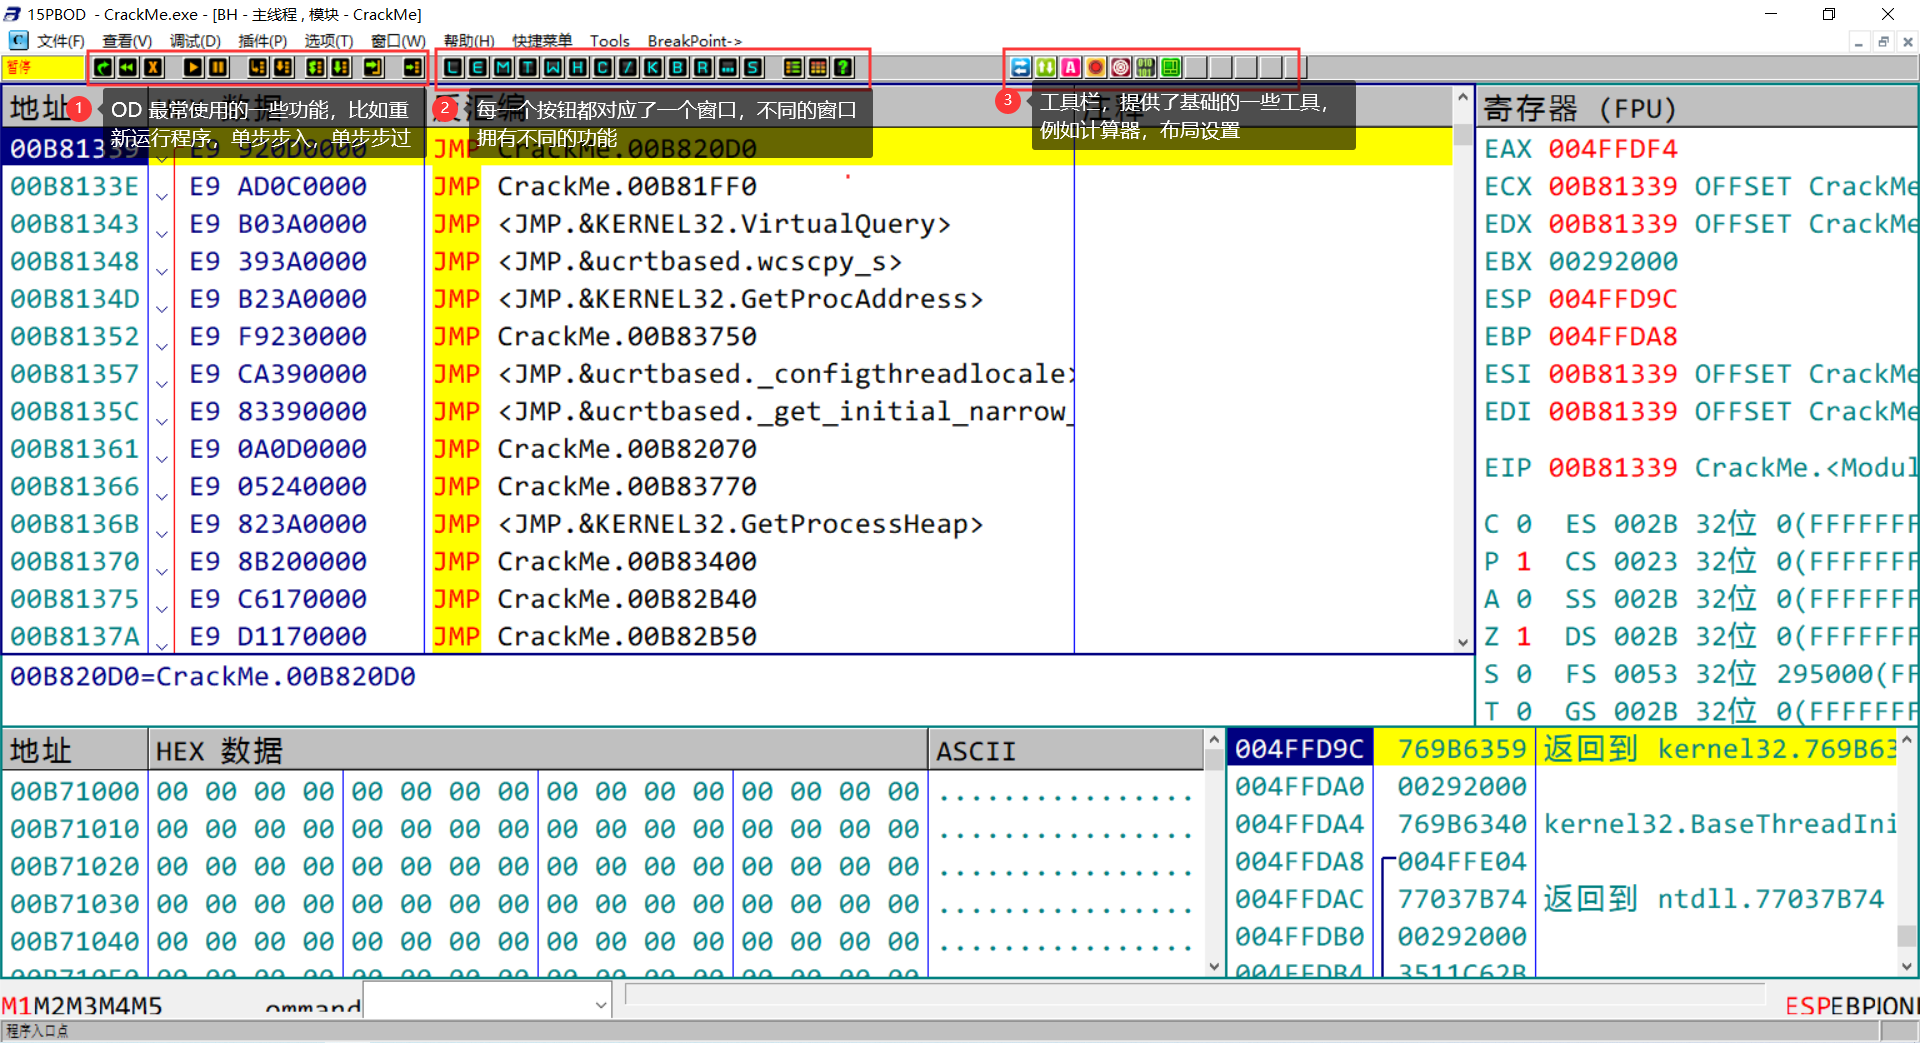 15PBOD - CrackMe.exe - [BH - 主线程 , 模块 - CrackMe]
文件(F) 查看(V) 调试(D) 插件(P) 选项(T) 窗口(W) 帮助(H) 快捷菜单 Tools BreakPoint->
暂停 L E M T W H C / K B R ... S ?
1 OD 最常使用的一些功能，比如重
新运行程序，单步步入，单步步过
2 每一个按钮都对应了一个窗口，不同的窗口
拥有不同的功能
3 工具栏，提供了基础的一些工具，
例如计算器，布局设置
地址 数据 反汇编 注释 寄存器 (FPU)
00B81339 E9 920D0000 JMP CrackMe.00B820D0
00B8133E E9 AD0C0000 JMP CrackMe.00B81FF0
00B81343 E9 B03A0000 JMP <JMP.&KERNEL32.VirtualQuery>
00B81348 E9 393A0000 JMP <JMP.&ucrtbased.wcscpy_s>
00B8134D E9 B23A0000 JMP <JMP.&KERNEL32.GetProcAddress>
00B81352 E9 F9230000 JMP CrackMe.00B83750
00B81357 E9 CA390000 JMP <JMP.&ucrtbased._configthreadlocale>
00B8135C E9 83390000 JMP <JMP.&ucrtbased._get_initial_narrow_
00B81361 E9 0A0D0000 JMP CrackMe.00B82070
00B81366 E9 05240000 JMP CrackMe.00B83770
00B8136B E9 823A0000 JMP <JMP.&KERNEL32.GetProcessHeap>
00B81370 E9 8B200000 JMP CrackMe.00B83400
00B81375 E9 C6170000 JMP CrackMe.00B82B40
00B8137A E9 D1170000 JMP CrackMe.00B82B50
00B820D0=CrackMe.00B820D0
EAX 004FFDF4
ECX 00B81339 OFFSET CrackMe
EDX 00B81339 OFFSET CrackMe
EBX 00292000
ESP 004FFD9C
EBP 004FFDA8
ESI 00B81339 OFFSET CrackMe
EDI 00B81339 OFFSET CrackMe
EIP 00B81339 CrackMe.<Modul
C 0 ES 002B 32位 0(FFFFFFF
P 1 CS 0023 32位 0(FFFFFFF
A 0 SS 002B 32位 0(FFFFFFF
Z 1 DS 002B 32位 0(FFFFFFF
S 0 FS 0053 32位 295000(FF
T 0 GS 002B 32位 0(FFFFFFF
地址 HEX 数据 ASCII
00B71000 00 00 00 00 00 00 00 00 00 00 00 00 00 00 00 00 ................
00B71010 00 00 00 00 00 00 00 00 00 00 00 00 00 00 00 00 ................
00B71020 00 00 00 00 00 00 00 00 00 00 00 00 00 00 00 00 ................
00B71030 00 00 00 00 00 00 00 00 00 00 00 00 00 00 00 00 ................
00B71040 00 00 00 00 00 00 00 00 00 00 00 00 00 00 00 00 ................
00B71050 00 00 00 00 00 00 00 00 00 00 00 00 00 00 00 00
004FFD9C 769B6359 返回到 kernel32.769B63
004FFDA0 00292000
004FFDA4 769B6340 kernel32.BaseThreadIni
004FFDA8 004FFE04
004FFDAC 77037B74 返回到 ntdll.77037B74
004FFDB0 00292000
004FFDB4 3511C62B
M1M2M3M4M5 ommand ESPEBP
程序入口点